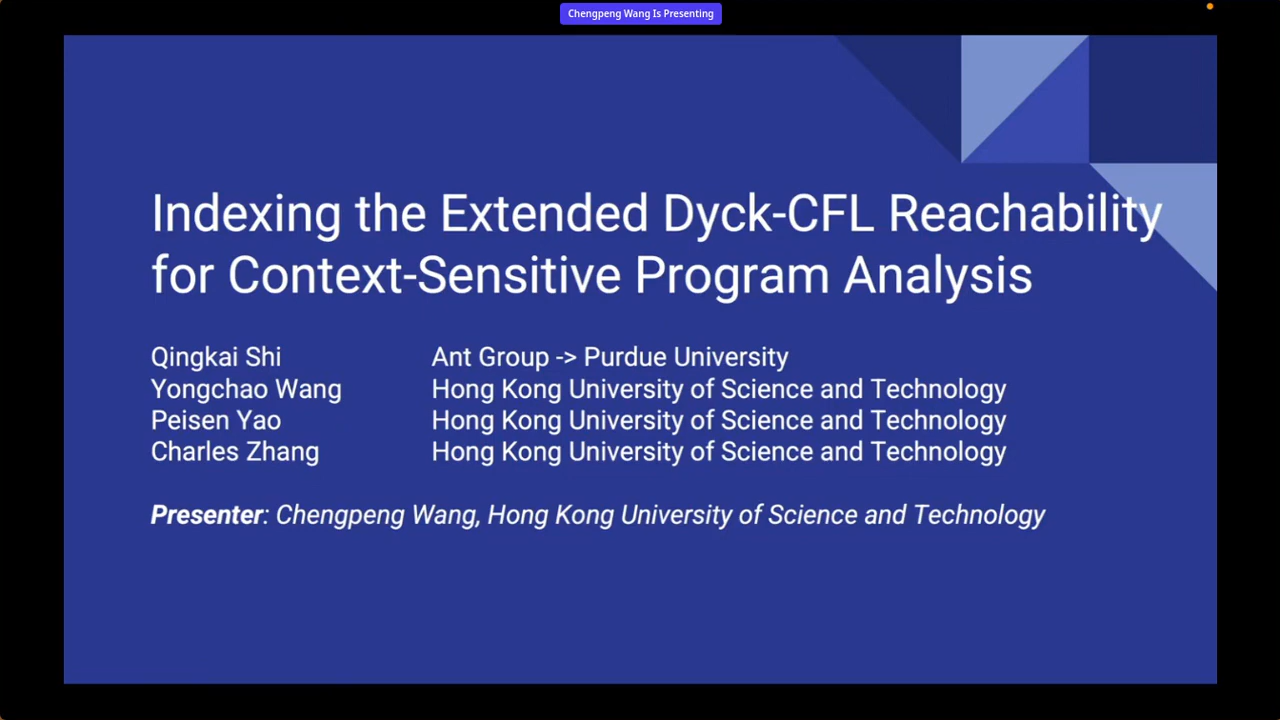 Chengpeng Wang Is Presenting
Indexing the Extended Dyck-CFL Reachability
for Context-Sensitive Program Analysis
Qingkai Shi Ant Group -> Purdue University
Yongchao Wang Hong Kong University of Science and Technology
Peisen Yao Hong Kong University of Science and Technology
Charles Zhang Hong Kong University of Science and Technology
Presenter: Chengpeng Wang, Hong Kong University of Science and Technology